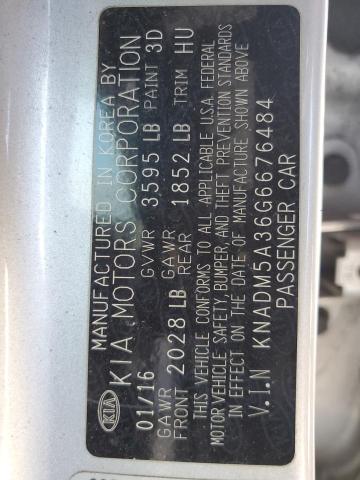 MANUFACTURED IN KOREA BY
KIA KIA MOTORS CORPORATION
01/16 GVWR 3595 LB PAINT 3D
GAWR FRONT 2028 LB GAWR REAR 1852 LB TRIM HU
THIS VEHICLE CONFORMS TO ALL APPLICABLE U.S.A. FEDERAL
MOTOR VEHICLE SAFETY, BUMPER, AND THEFT PREVENTION STANDARDS
IN EFFECT ON THE DATE OF MANUFACTURE SHOWN ABOVE
V.I.N KNADM5A36G6676484
PASSENGER CAR